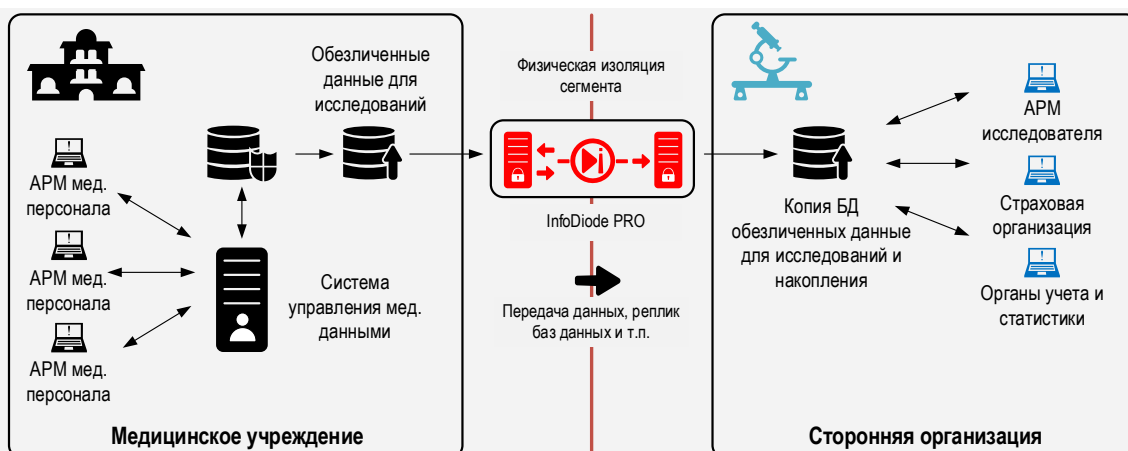 Обезличенные
данные для
исследований
АРМ мед.
персонала
АРМ мед.
персонала
АРМ мед.
персонала
Система
управления мед.
данными
Медицинское учреждение
Физическая изоляция
сегмента
InfoDiode PRO
Передача данных, реплик
баз данных и т.п.
Копия БД
обезличенных данные
для исследований и
накопления
АРМ
исследователя
Страховая
организация
Органы учета и
статистики
Сторонняя организация